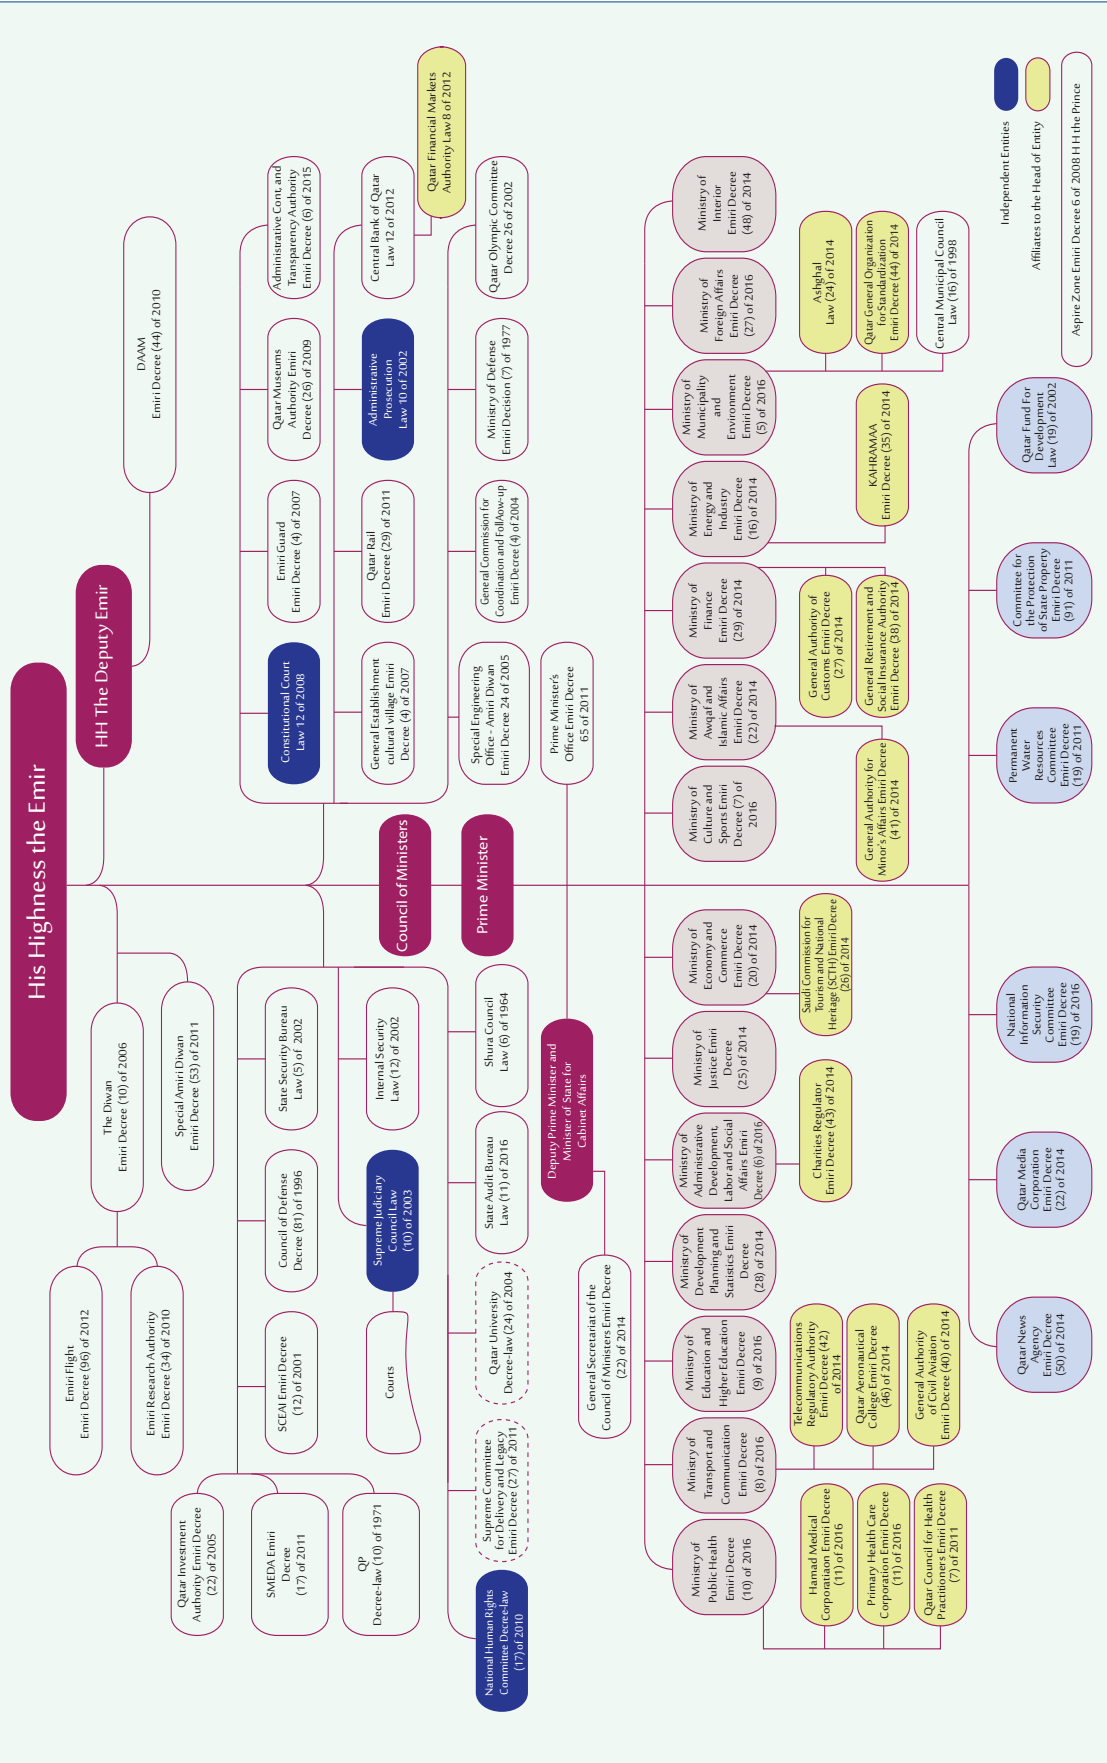 His Highness the Emir
HH The Deputy Emir
DAAM
Emiri Decree (44) of 2010
The Diwan
Emiri Decree (10) of 2006
Special Amiri Diwan
Emiri Decree (53) of 2011
Emiri Flight
Emiri Decree (96) of 2012
Emiri Research Authority
Emiri Decree (34) of 2010
Qatar Investment
Authority Emiri Decree
(22) of 2005
SMEDA Emiri
Decree
(17) of 2011
QP
Decree-law (10) of 1971
SCEAI Emiri Decree
(12) of 2001
Council of Defense
Decree (81) of 1996
State Security Bureau
Law (5) of 2002
Constitutional Court
Law 12 of 2008
Emiri Guard
Emiri Decree (4) of 2007
Qatar Museums
Authority Emiri
Decree (26) of 2009
Administrative Cont, and
Transparency Authority
Emiri Decree (6) of 2015
Courts
Supreme Judiciary
Council Law
(10) of 2003
Internal Security
Law (12) of 2002
Council of Ministers
General Establishment
cultural village Emiri
Decree (4) of 2007
Qatar Rail
Emiri Decree (29) of 2011
Administrative
Prosecution
Law 10 of 2002
Central Bank of Qatar
Law 12 of 2012
Qatar Financial Markets
Authority Law 8 of 2012
National Human Rights
Committee Decree-law
(17) of 2010
Supreme Committee
for Delivery and Legacy
Emiri Decree (27) of 2011
Qatar University
Decree-law (24) of 2004
State Audit Bureau
Law (11) of 2016
Shura Council
Law (6) of 1964
Prime Minister
Special Engineering
Office - Amiri Diwan
Emiri Decree 24 of 2005
General Commission for
Coordination and FollAow-up
Emiri Decree (4) of 2004
Ministry of Defense
Emiri Decision (7) of 1977
Qatar Olympic Committee
Decree 26 of 2002
Deputy Prime Minister and
Minister of State for
Cabinet Affairs
Prime Minister's
Office Emiri Decree
65 of 2011
General Secretariat of the
Council of Ministers Emiri Decree
(22) of 2014
Ministry of
Public Health
Emiri Decree
(10) of 2016
Ministry of
Transport and
Communication
Emiri Decree
(8) of 2016
Ministry of
Education and
Higher Education
Emiri Decree
(9) of 2016
Ministry of
Development
Planning and
Statistics Emiri
Decree
(28) of 2014
Ministry of
Administrative
Development,
Labor and Social
Affairs Emiri
Decree (6) of 2016
Ministry of
Justice Emiri
Decree
(25) of 2014
Ministry of
Economy and
Commerce
Emiri Decree
(20) of 2014
Ministry of
Culture and
Sports Emiri
Decree (7) of
2016
Ministry of
Awqaf and
Islamic Affairs
Emiri Decree
(22) of 2014
Ministry of
Finance
Emiri Decree
(29) of 2014
Ministry of
Energy and
Industry
Emiri Decree
(16) of 2014
Ministry of
Municipality
and
Environment
Emiri Decree
(5) of 2016
Ministry of
Foreign Affairs
Emiri Decree
(27) of 2016
Ministry of
Interior
Emiri Decree
(48) of 2014
Hamad Medical
Corporatiaon Emiri Decree
(11) of 2016
Primary Health Care
Corporation Emiri Decree
(11) of 2016
Qatar Council for Health
Practitioners Emiri Decree
(7) of 2011
Telecommunications
Regulatory Authority
Emiri Decree (42)
of 2014
Qatar Aeronautical
College Emiri Decree
(46) of 2014
General Authority
of Civil Aviation
Emiri Decree (40) of 2014
Charities Regulator
Emiri Decree (43) of 2014
Saudi Commission for
Tourism and National
Heritage (SCTH) Emiri Decree
(26) of 2014
General Authority for
Minor's Affairs Emiri Decree
(41) of 2014
General Authority of
Customs Emiri Decree
(27) of 2014
General Retirement and
Social Insurance Authority
Emiri Decree (38) of 2014
KAHRAMAA
Emiri Decree (35) of 2014
Ashghal
Law (24) of 2014
Qatar General Organization
for Standardization
Emiri Decree (44) of 2014
Central Municipal Council
Law (16) of 1998
Qatar News
Agency
Emiri Decree
(50) of 2014
Qatar Media
Corporation
Emiri Decree
(22) of 2014
National
Information
Security
Committee
Emiri Decree
(19) of 2016
Permanent
Water
Resources
Committee
Emiri Decree
(19) of 2011
Committee for
the Protection
of State Property
Emiri Decree
(91) of 2011
Qatar Fund For
Development
Law (19) of 2002
Independent Entities
Affiliates to the Head of Entity
Aspire Zone Emiri Decree 6 of 2008 H H the Prince